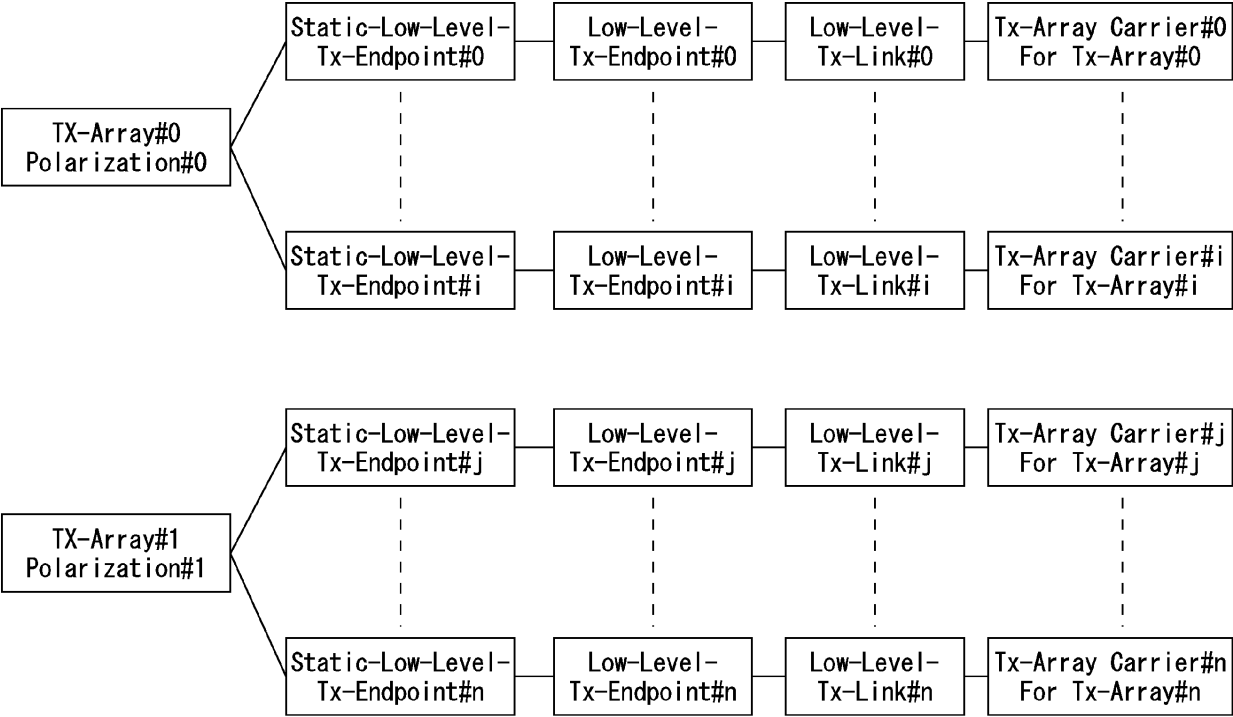 Static-Low-Level-
Tx-Endpoint#0
Low-Level-
Tx-Endpoint#0
Low-Level-
Tx-Link#0
Tx-Array Carrier#0
For Tx-Array#0
TX-Array#0
Polarization#0
Static-Low-Level-
Tx-Endpoint#i
Low-Level-
Tx-Endpoint#i
Low-Level-
Tx-Link#i
Tx-Array Carrier#i
For Tx-Array#i
Static-Low-Level-
Tx-Endpoint#j
Low-Level-
Tx-Endpoint#j
Low-Level-
Tx-Link#j
Tx-Array Carrier#j
For Tx-Array#j
TX-Array#1
Polarization#1
Static-Low-Level-
Tx-Endpoint#n
Low-Level-
Tx-Endpoint#n
Low-Level-
Tx-Link#n
Tx-Array Carrier#n
For Tx-Array#n